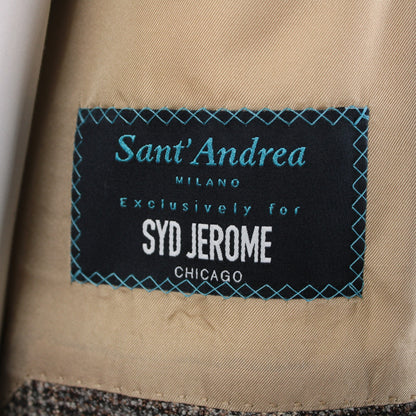 Sant'Andrea
MILANO
Exclusively for
SYD JEROME
CHICAGO